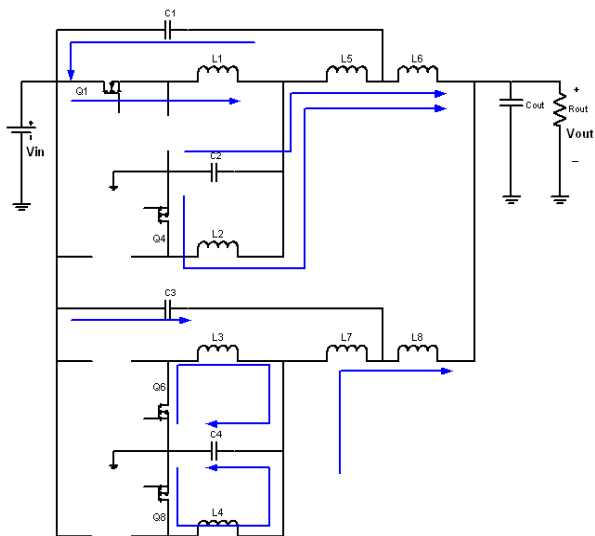 C1
L1
L5
L6
Q1
Cout
+
Rout
Vout
–
+
-
Vin
C2
Q4
L2
C3
L3
L7
L8
Q6
C4
Q8
L4